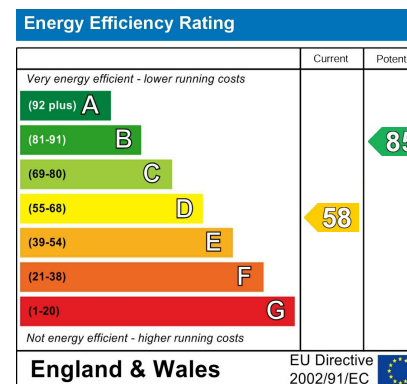 Energy Efficiency Rating
Current Potent
Very energy efficient - lower running costs
(92 plus) A
(81-91) B
85
(69-80) C
(55-68) D
58
(39-54) E
(21-38) F
(1-20) G
Not energy efficient - higher running costs
England & Wales
EU Directive
2002/91/EC